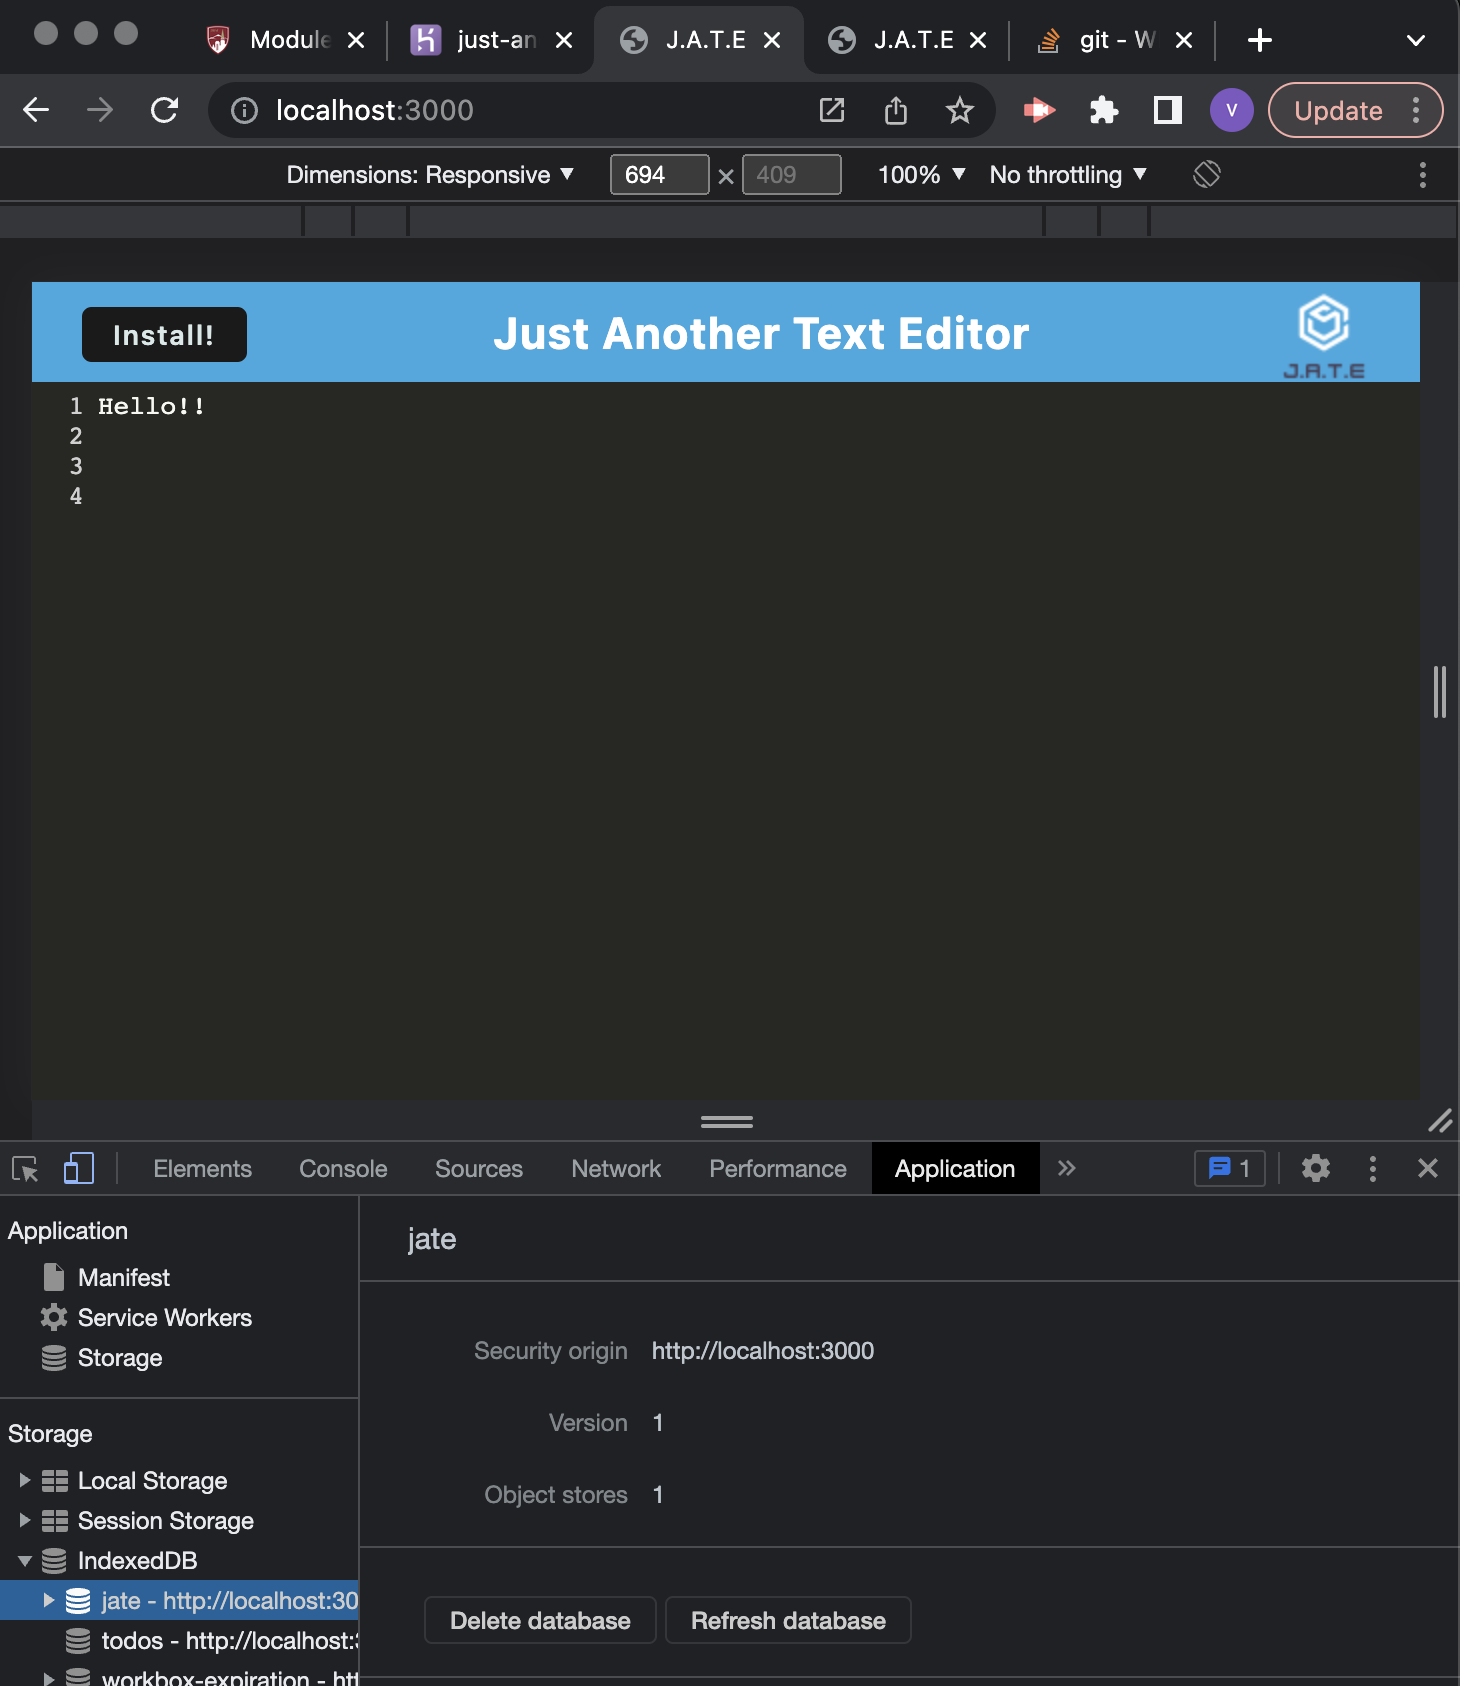 Module just-an J.A.T.E J.A.T.E git - W
localhost:3000 V Update
Dimensions: Responsive 694 × 409 100% No throttling
Install! Just Another Text Editor
J.A.T.E
1 Hello!!
2
3
4
Elements Console Sources Network Performance Application 1
Application
Manifest
Service Workers
Storage
Storage
Local Storage
Session Storage
IndexedDB
jate - http://localhost:30
todos - http://localhost:3
workbox-expiration - htt
jate
Security origin http://localhost:3000
Version 1
Object stores 1
Delete database Refresh database